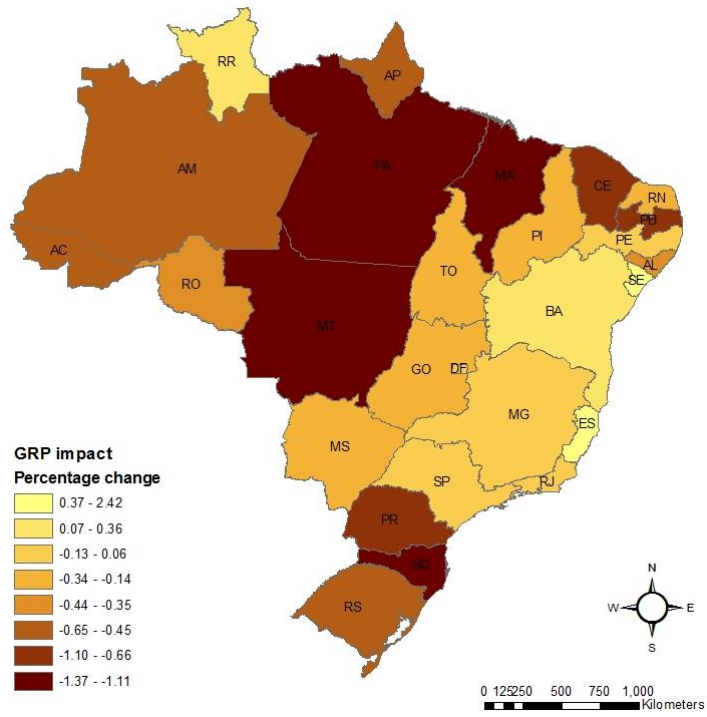 RR
AP
AM
PA
MA
CE
RN
PB
PE
PI
AL
SE
AC
RO
TO
BA
MT
GO
DF
MG
ES
MS
SP
RJ
PR
SC
RS
GRP impact
Percentage change
0.37 - 2.42
0.07 - 0.36
-0.13 - 0.06
-0.34 - -0.14
-0.44 - -0.35
-0.65 - -0.45
-1.10 - -0.66
-1.37 - -1.11
N
W E
S
0 125250 500 750 1,000
Kilometers